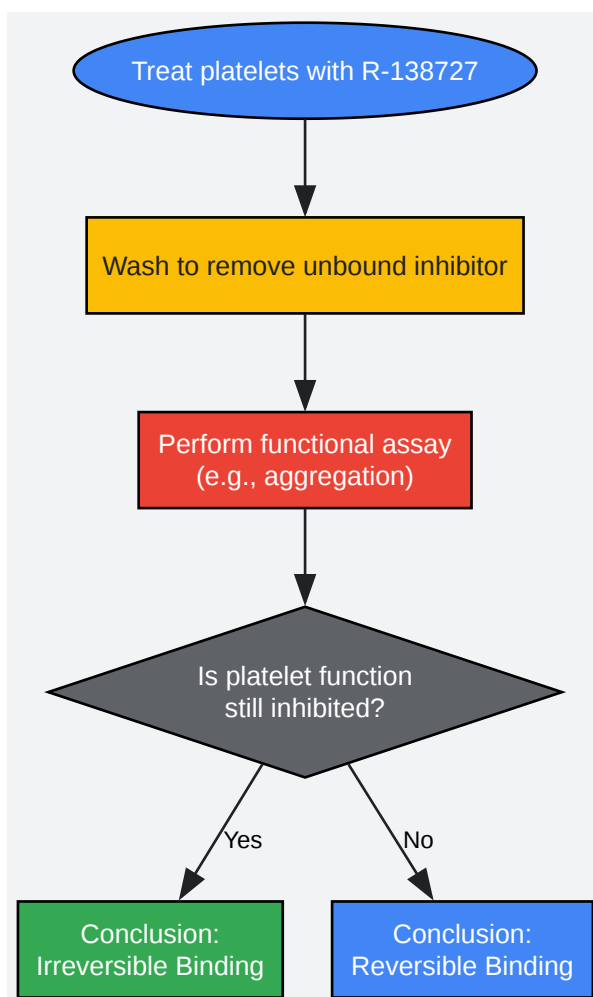 Treat platelets with R-138727
Wash to remove unbound inhibitor
Perform functional assay
(e.g., aggregation)
Is platelet function
still inhibited?
Yes
No
Conclusion:
Irreversible Binding
Conclusion:
Reversible Binding